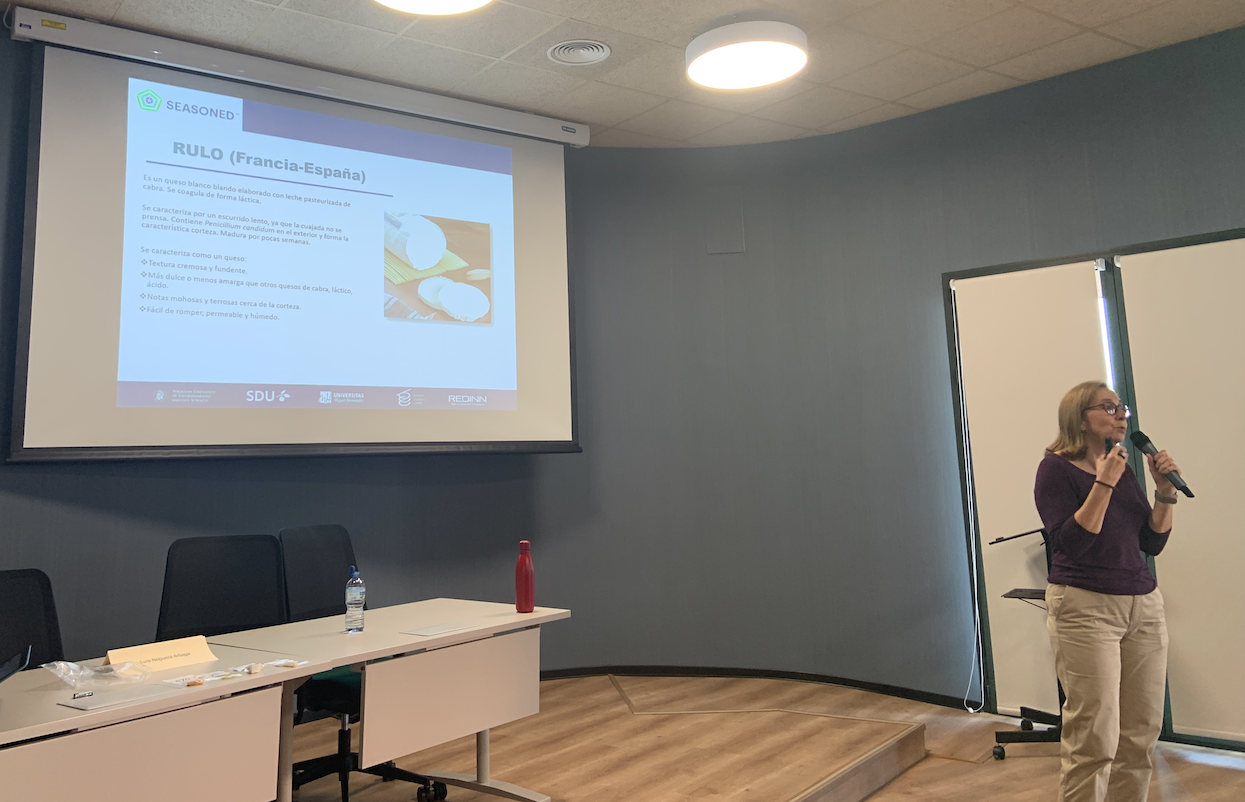 SEASONED
RULO (Francia-España)
Es un queso blanco blando elaborado con leche pasteurizada de
cabra. Se coagula de forma láctica.
Se caracteriza por un escurrido lento, ya que la cuajada no se
prensa. Contiene Penicillium candidum en el exterior y forma la
característica corteza. Madura por pocas semanas.
Se caracteriza como un queso:
❖Textura cremosa y fundente.
❖Más dulce o menos amarga que otros quesos de cabra, láctico,
ácido.
❖Notas mohosas y terrosas cerca de la corteza.
❖Fácil de romper, permeable y húmedo.
SDU
UNIVERSITAS
Miguel Hernández
REDINN